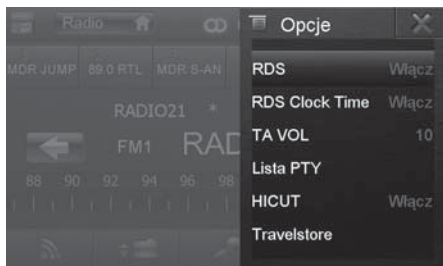 Radio
Opcje
MDR JUMP 89.0 RTL MDR S-AN
RDS Włącz
RADIO21 *
RDS Clock Time Włącz
FM1 RAD
TA VOL 10
Lista PTY
88 90 92 94 96 98
HICUT Włącz
Travelstore